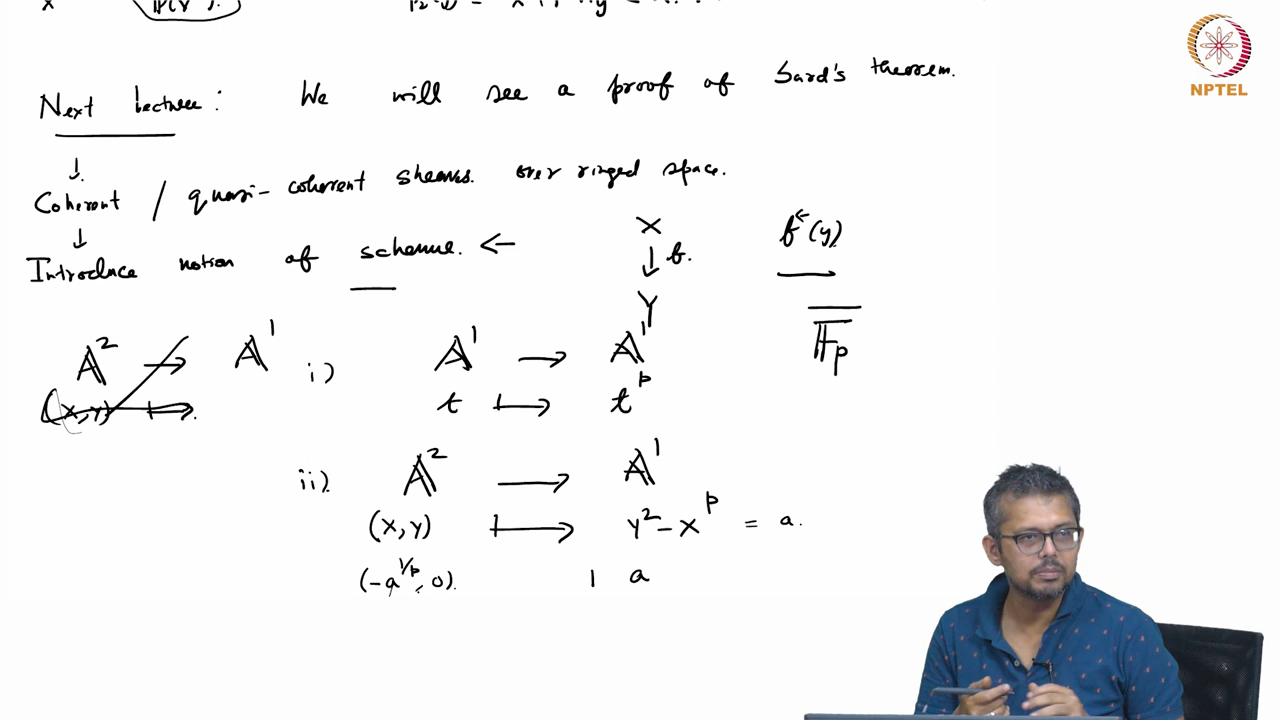 NPTEL
Next lecture: We will see a proof of Sard's theorem.
↓
Coherent / quasi-coherent sheaves over ringed space.
↓
Introduce notion of scheme. ←
X
↓ f.
Y
f^←(y)
𝔽̅_p
𝔸² → 𝔸¹
(X,Y) ↦
i) 𝔸¹ → 𝔸¹
t ↦ t^p
ii). 𝔸² → 𝔸¹
(X,Y) ↦ Y² - X^p = a.
(-a^{1/p}, 0). a